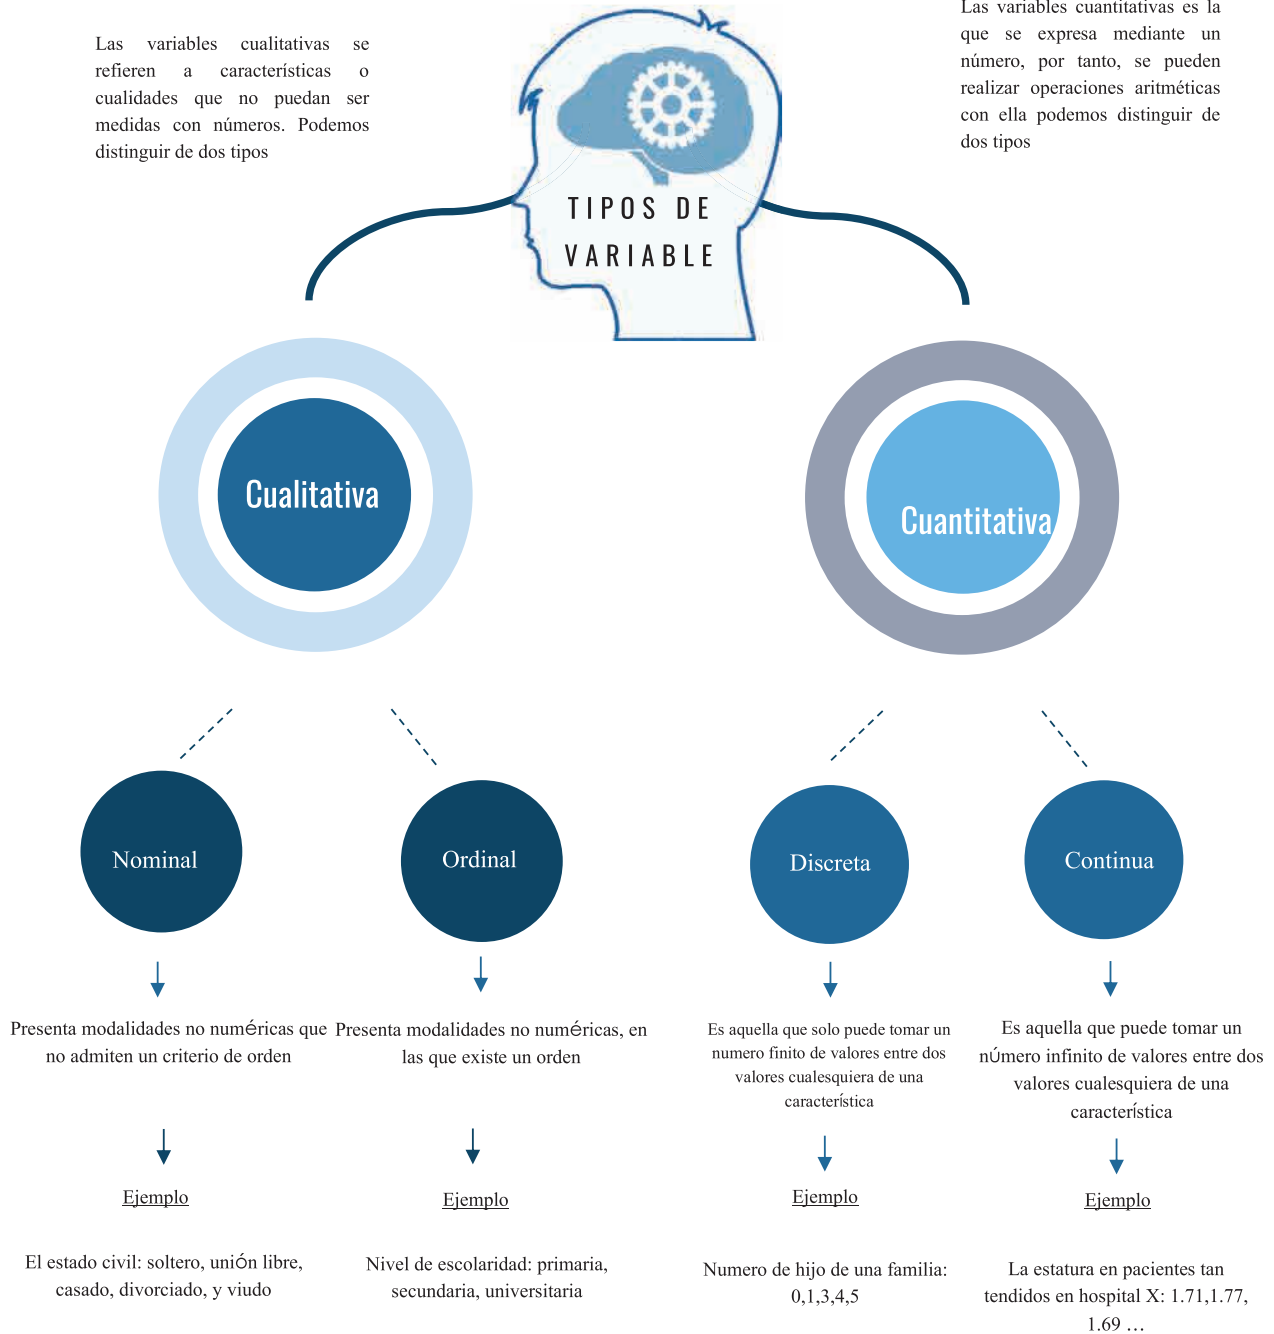 Las variables cualitativas se
refieren a características o
cualidades que no puedan ser
medidas con números. Podemos
distinguir de dos tipos
Las variables cuantitativas es la
que se expresa mediante un
número, por tanto, se pueden
realizar operaciones aritméticas
con ella podemos distinguir de
dos tipos
TIPOS DE
VARIABLE
Cualitativa
Cuantitativa
Nominal
Ordinal
Discreta
Continua
Presenta modalidades no numéricas que
no admiten un criterio de orden
Presenta modalidades no numéricas, en
las que existe un orden
Es aquella que solo puede tomar un
numero finito de valores entre dos
valores cualesquiera de una
característica
Es aquella que puede tomar un
número infinito de valores entre dos
valores cualesquiera de una
característica
Ejemplo
Ejemplo
Ejemplo
Ejemplo
El estado civil: soltero, unión libre,
casado, divorciado, y viudo
Nivel de escolaridad: primaria,
secundaria, universitaria
Numero de hijo de una familia:
0,1,3,4,5
La estatura en pacientes tan
tendidos en hospital X: 1.71,1.77,
1.69 …